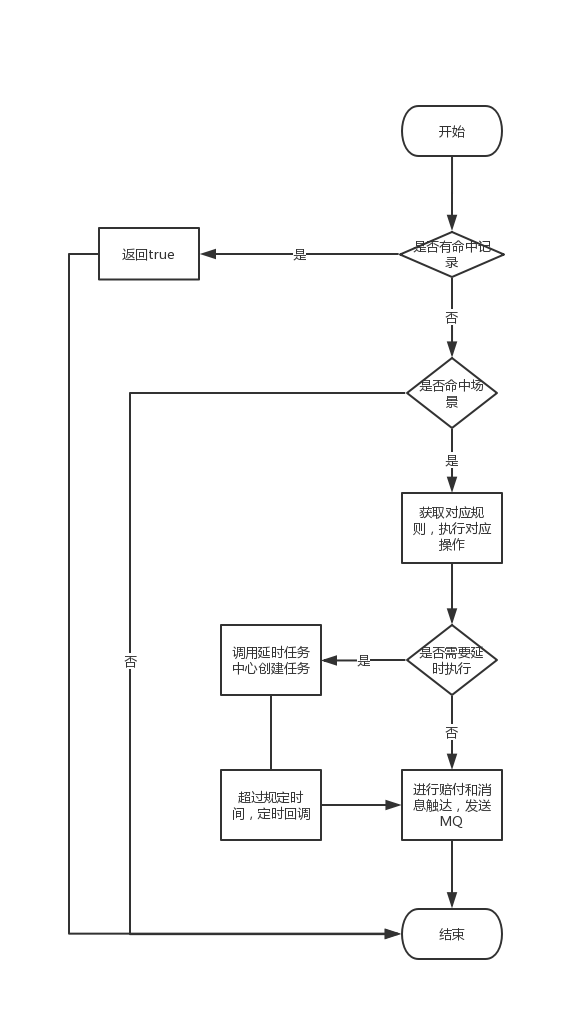 开始
是否有命中记
录
是
返回true
否
是否命中场
景
是
获取对应规
则，执行对应
操作
是否需要延
时执行
是
调用延时任务
中心创建任务
否
否
超过规定时
间，定时回调
进行赔付和消
息触达，发送
MQ
结束